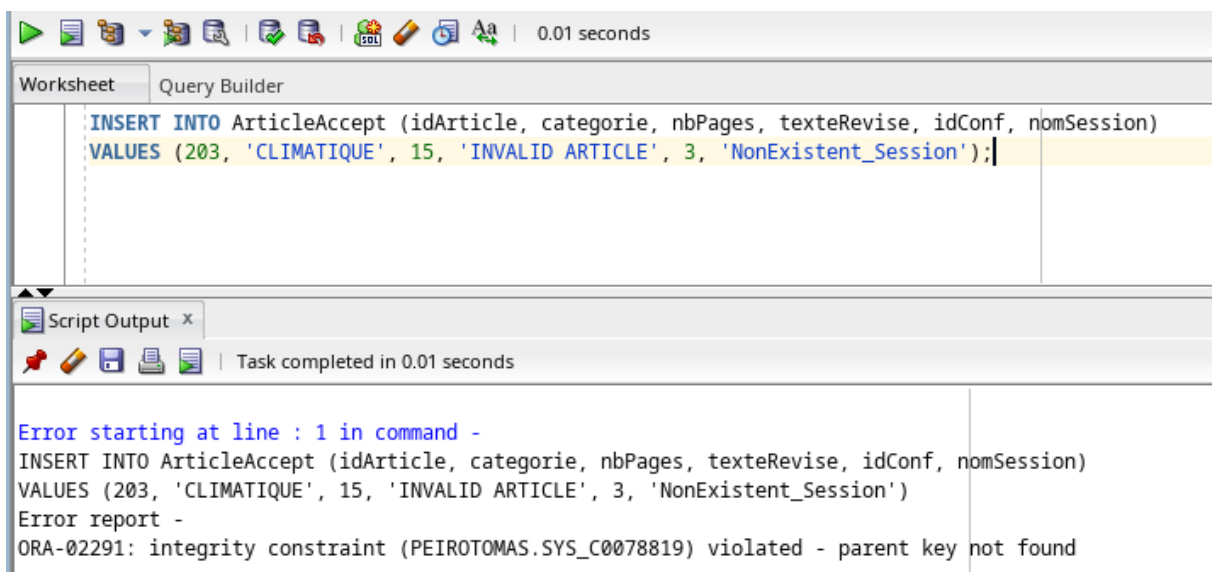 0.01 seconds
Worksheet
Query Builder
INSERT INTO ArticleAccept (idArticle, categorie, nbPages, texteRevise, idConf, nomSession)
VALUES (203, 'CLIMATIQUE', 15, 'INVALID ARTICLE', 3, 'NonExistent_Session');
Script Output x
Task completed in 0.01 seconds
Error starting at line : 1 in command -
INSERT INTO ArticleAccept (idArticle, categorie, nbPages, texteRevise, idConf, nomSession)
VALUES (203, 'CLIMATIQUE', 15, 'INVALID ARTICLE', 3, 'NonExistent_Session')
Error report -
ORA-02291: integrity constraint (PEIROTOMAS.SYS_C0078819) violated - parent key not found